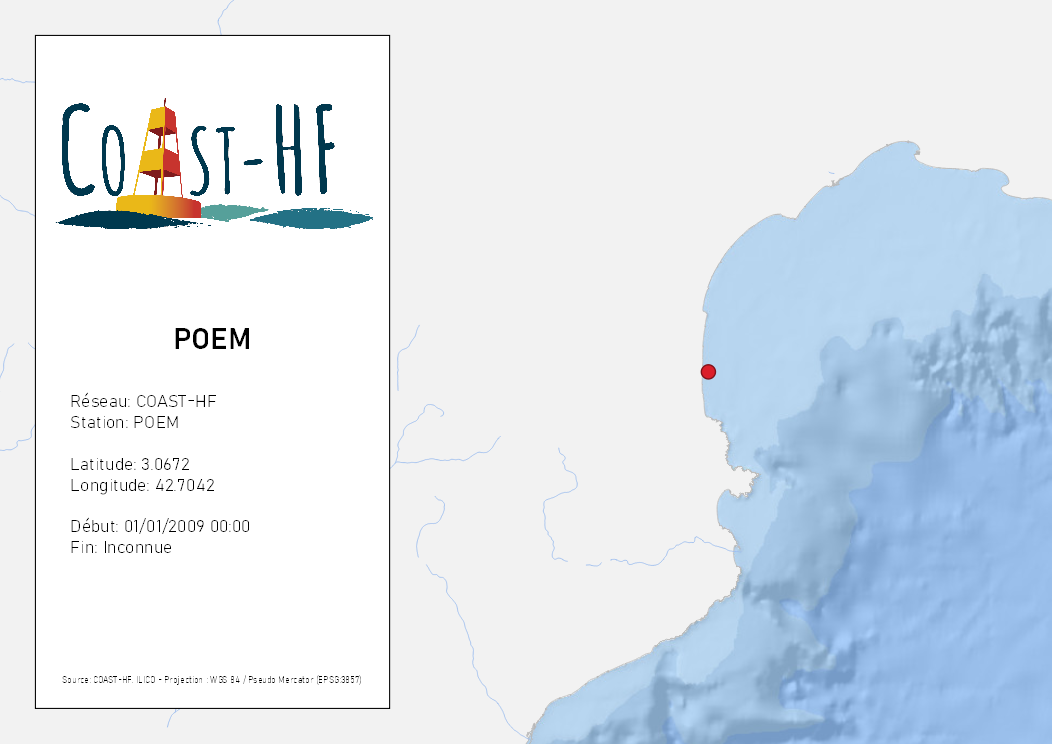 COAST-HF
POEM
Réseau: COAST-HF
Station: POEM
Latitude: 3.0672
Longitude: 42.7042
Début: 01/01/2009 00:00
Fin: Inconnue
Source: COAST-HF, ILICO - Projection : WGS 84 / Pseudo Mercator (EPSG:3857)